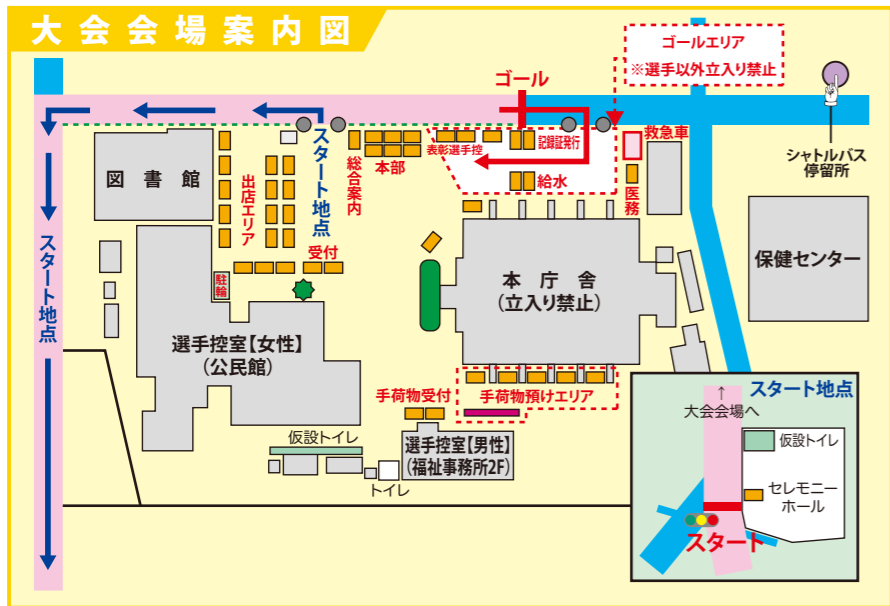 大会会場案内図
ゴールエリア
※選手以外立入り禁止
ゴール
シャトルバス
停留所
救急車
表彰選手控
記録証発行
本部
総合案内
スタート地点
給水
医務
図書館
出店エリア
受付
駐輪
スタート地点
本庁舎
(立入り禁止)
保健センター
選手控室【女性】
(公民館)
手荷物受付
手荷物預けエリア
仮設トイレ
トイレ
選手控室【男性】
(福祉事務所2F)
スタート地点
↑
大会会場へ
仮設トイレ
セレモニー
ホール
スタート